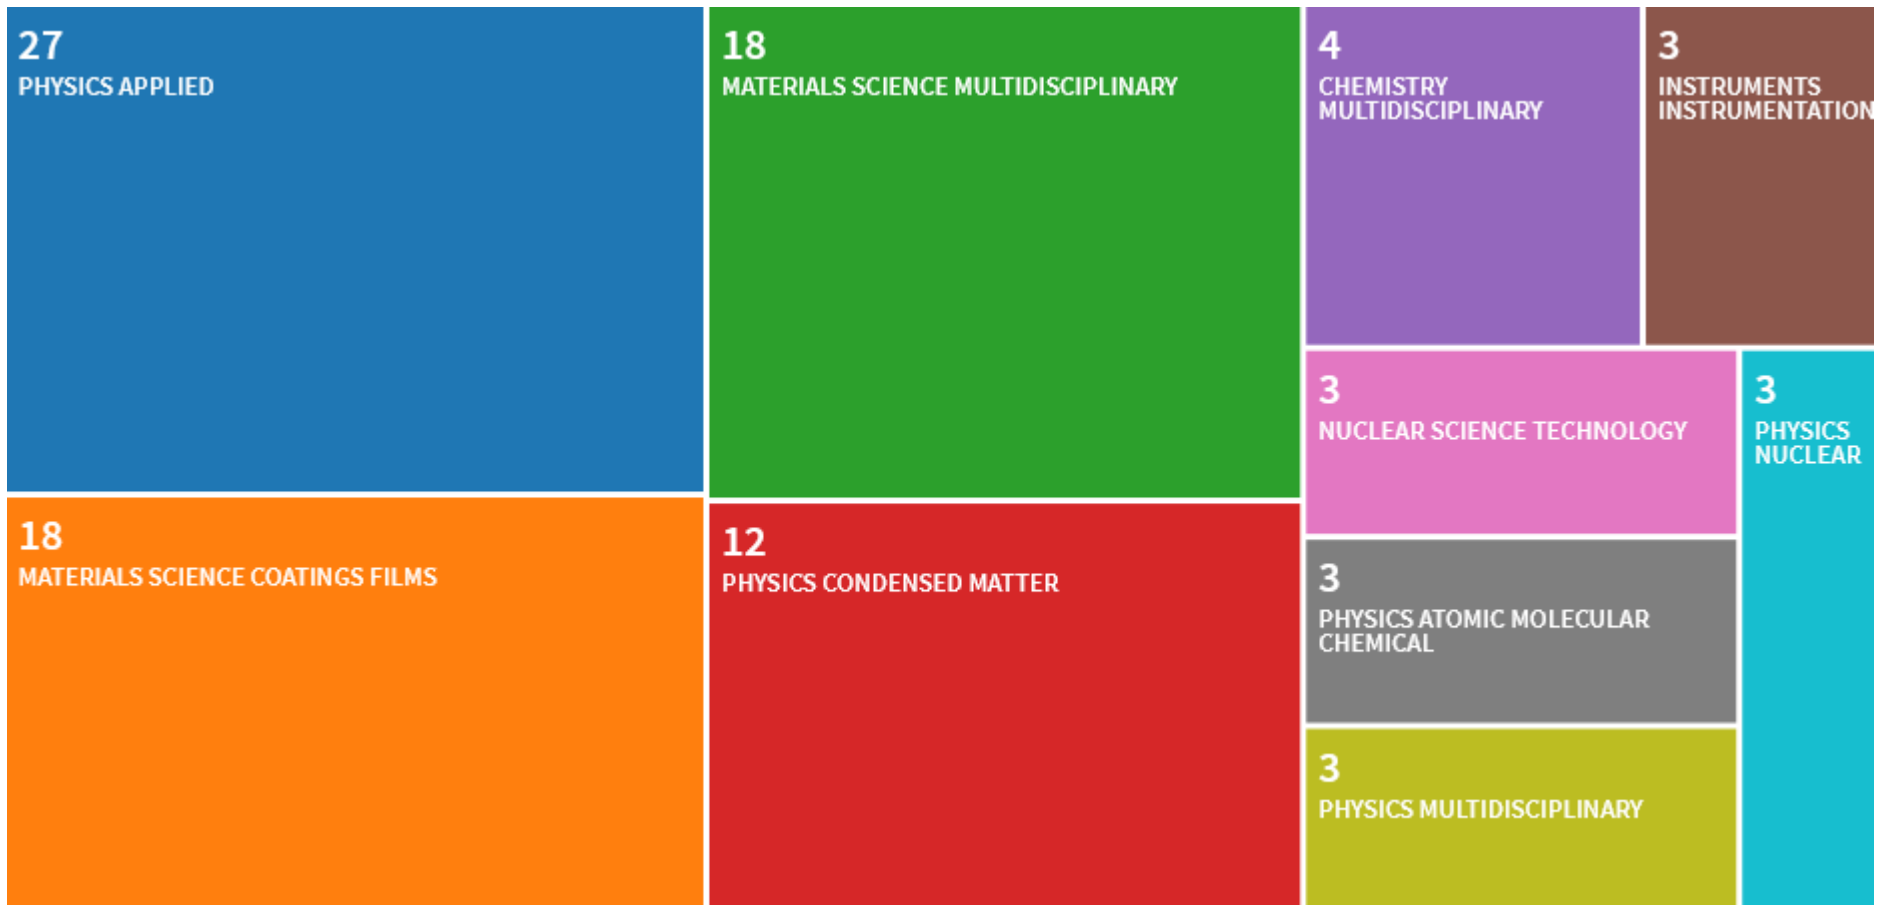 27
PHYSICS APPLIED
18
MATERIALS SCIENCE COATINGS FILMS
18
MATERIALS SCIENCE MULTIDISCIPLINARY
12
PHYSICS CONDENSED MATTER
4
CHEMISTRY
MULTIDISCIPLINARY
3
INSTRUMENTS
INSTRUMENTATION
3
NUCLEAR SCIENCE TECHNOLOGY
3
PHYSICS ATOMIC MOLECULAR
CHEMICAL
3
PHYSICS MULTIDISCIPLINARY
3
PHYSICS
NUCLEAR